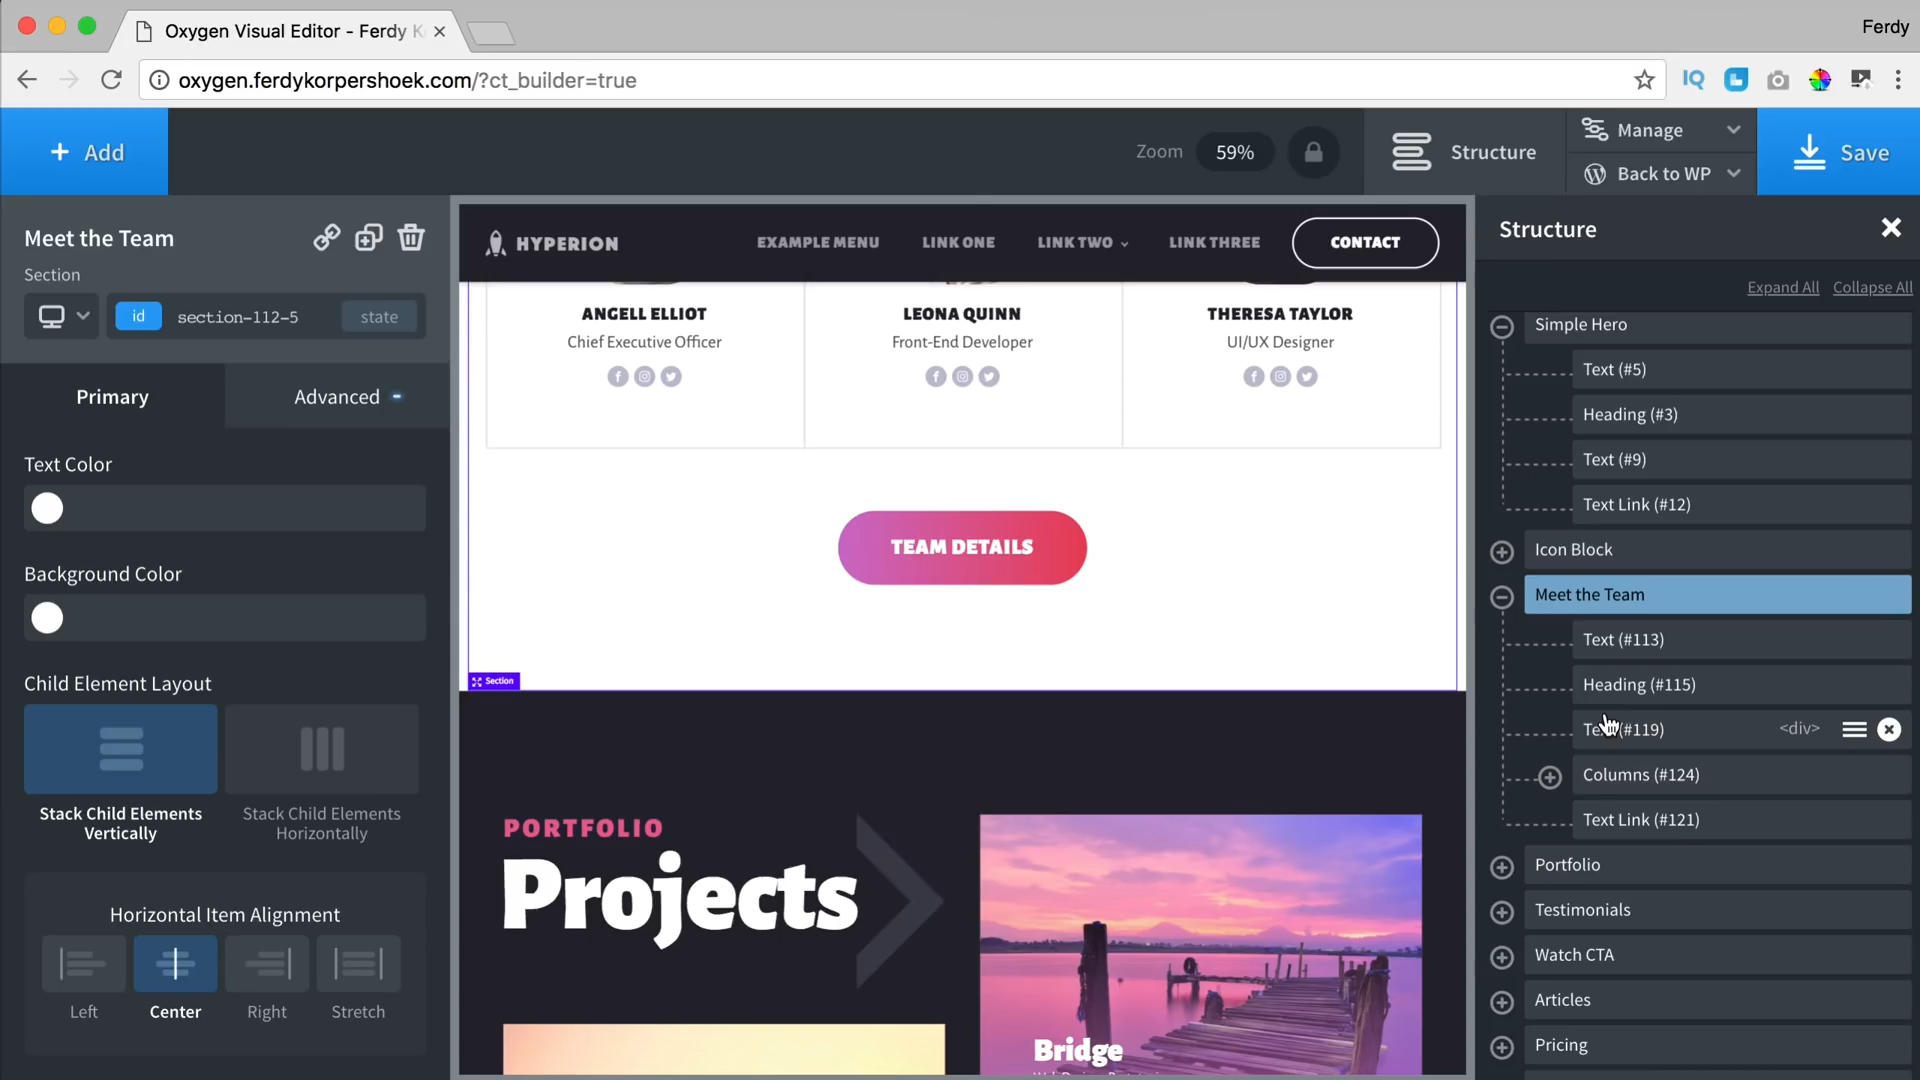 Oxygen Visual Editor - Ferdy K
Ferdy
oxygen.ferdykorpershoek.com/?ct_builder=true
IQ
+ Add
Zoom 59%
Structure
Manage
Back to WP
Save
Meet the Team
Section
id section-112-5 state
Primary
Advanced
Text Color
Background Color
Child Element Layout
Stack Child Elements
Vertically
Stack Child Elements
Horizontally
Horizontal Item Alignment
Left
Center
Right
Stretch
HYPERION
EXAMPLE MENU
LINK ONE
LINK TWO
LINK THREE
CONTACT
ANGELL ELLIOT
Chief Executive Officer
LEONA QUINN
Front-End Developer
THERESA TAYLOR
UI/UX Designer
TEAM DETAILS
Section
PORTFOLIO
Projects
Bridge
Structure
Expand All
Collapse All
Simple Hero
Text (#5)
Heading (#3)
Text (#9)
Text Link (#12)
Icon Block
Meet the Team
Text (#113)
Heading (#115)
(#119) <div>
Columns (#124)
Text Link (#121)
Portfolio
Testimonials
Watch CTA
Articles
Pricing